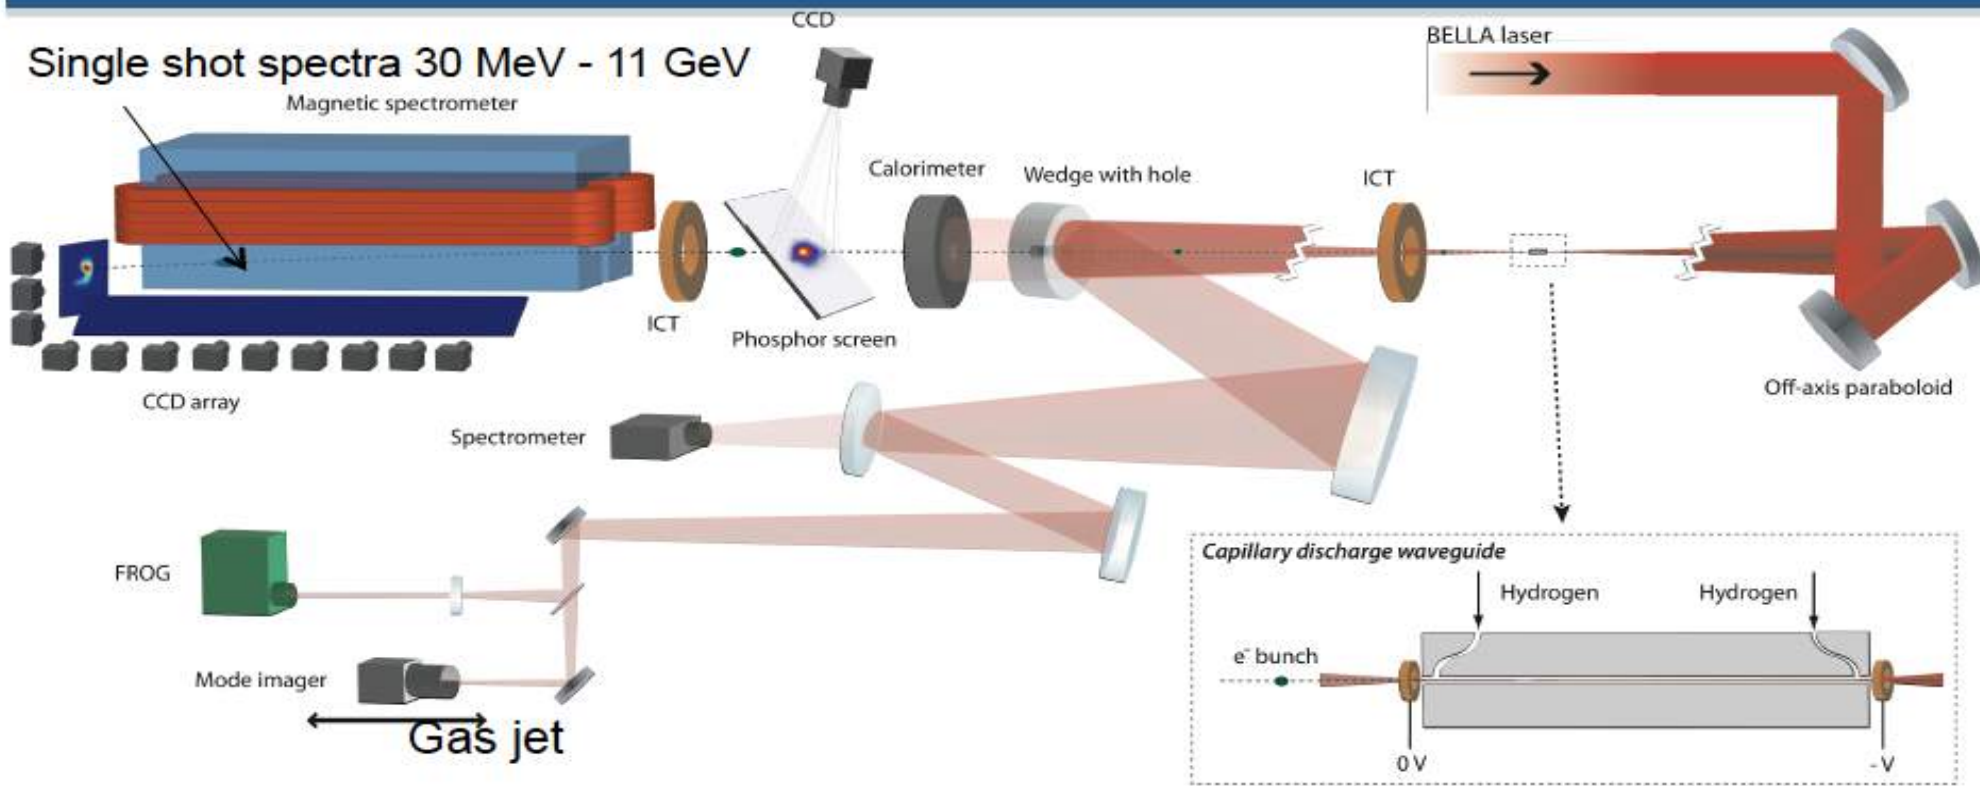 CCD
BELLA laser
Single shot spectra 30 MeV - 11 GeV
Magnetic spectrometer
Calorimeter
Wedge with hole
ICT
ICT
Phosphor screen
Off-axis paraboloid
CCD array
Spectrometer
Capillary discharge waveguide
FROG
Hydrogen
Hydrogen
e⁻ bunch
Mode imager
Gas jet
0 V
- V